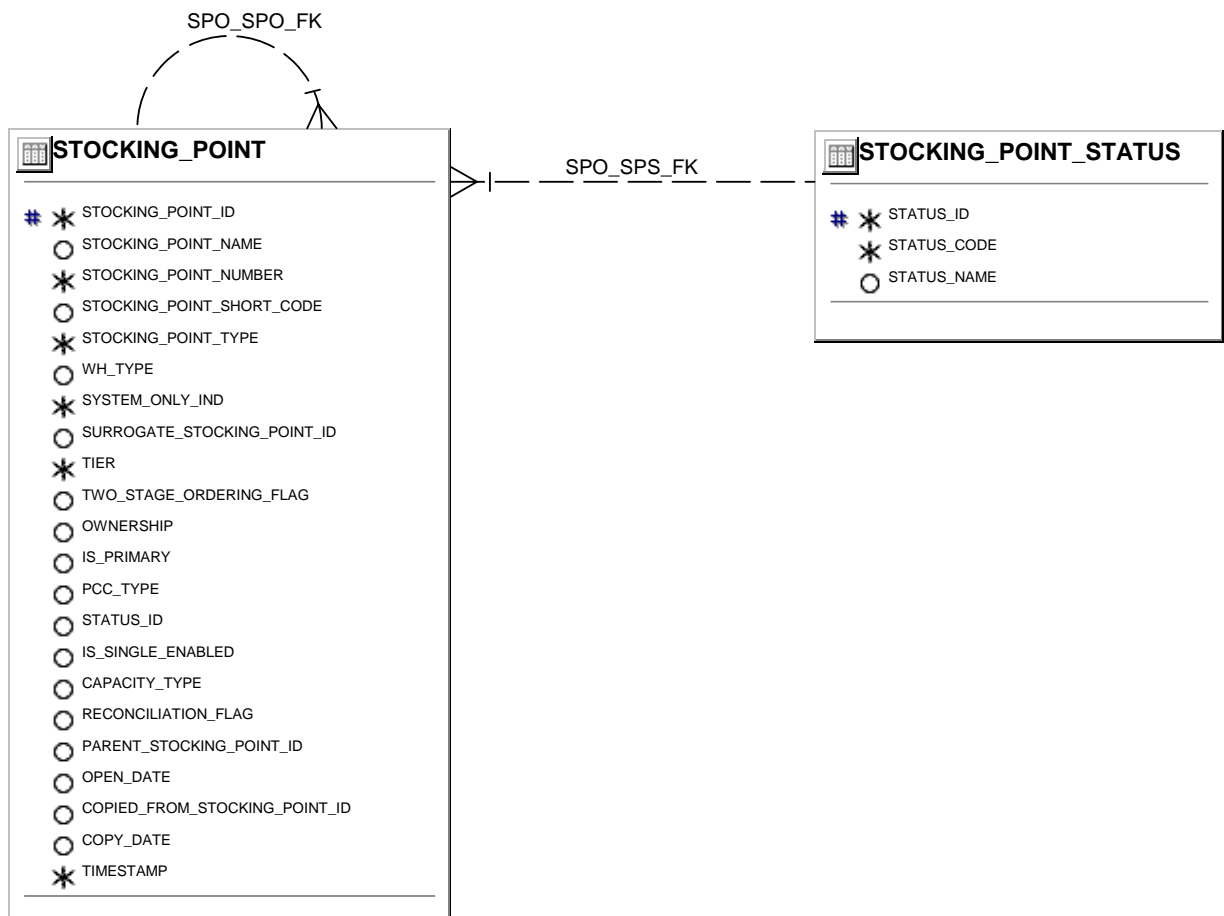 SPO_SPO_FK
STOCKING_POINT
# * STOCKING_POINT_ID
STOCKING_POINT_NAME
* STOCKING_POINT_NUMBER
STOCKING_POINT_SHORT_CODE
* STOCKING_POINT_TYPE
WH_TYPE
* SYSTEM_ONLY_IND
SURROGATE_STOCKING_POINT_ID
* TIER
TWO_STAGE_ORDERING_FLAG
OWNERSHIP
IS_PRIMARY
PCC_TYPE
STATUS_ID
IS_SINGLE_ENABLED
CAPACITY_TYPE
RECONCILIATION_FLAG
PARENT_STOCKING_POINT_ID
OPEN_DATE
COPIED_FROM_STOCKING_POINT_ID
COPY_DATE
* TIMESTAMP
SPO_SPS_FK
STOCKING_POINT_STATUS
# * STATUS_ID
* STATUS_CODE
STATUS_NAME